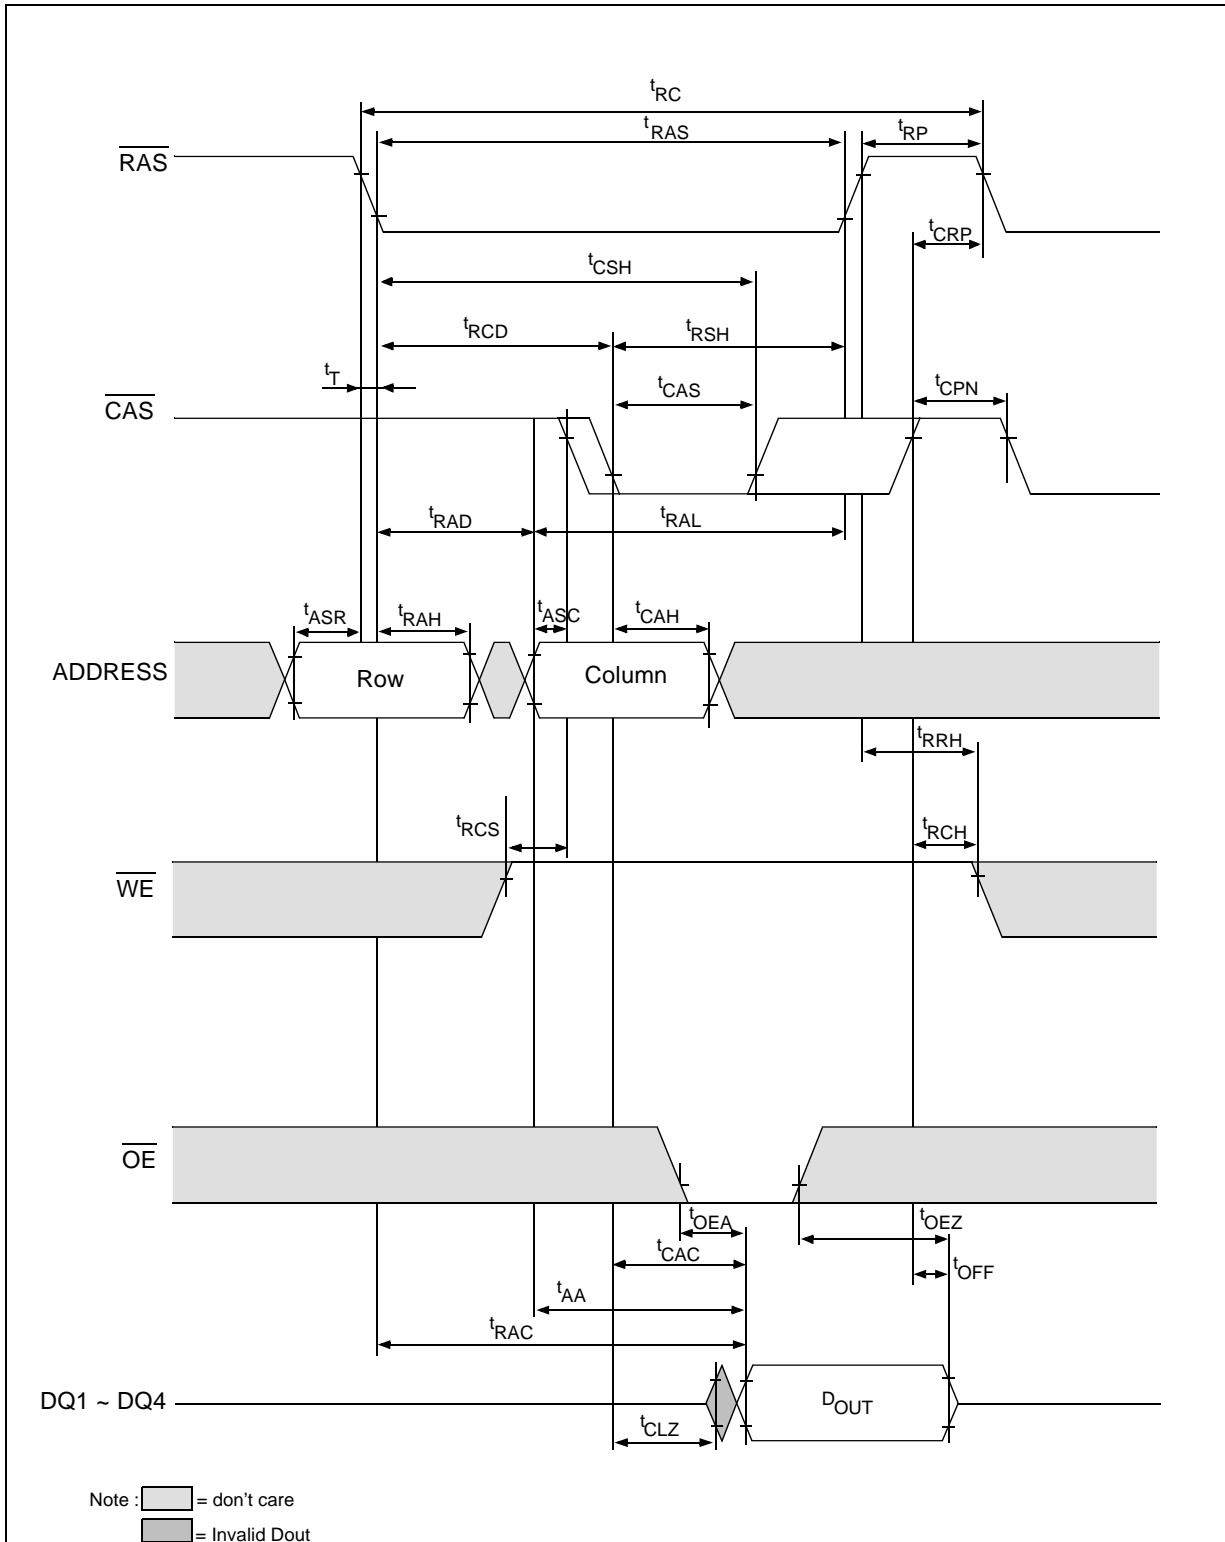 tRC
tRAS
tRP
RAS
tCRP
tCSH
tRCD
tRSH
tT
tCAS
tCPN
CAS
tRAD
tRAL
tASR
tRAH
tASC
tCAH
ADDRESS
Row
Column
tRRH
tRCS
tRCH
WE
OE
tOEA
tOEZ
tCAC
tOFF
tAA
tRAC
DQ1 ~ DQ4
DOUT
tCLZ
Note : = don't care
= Invalid Dout